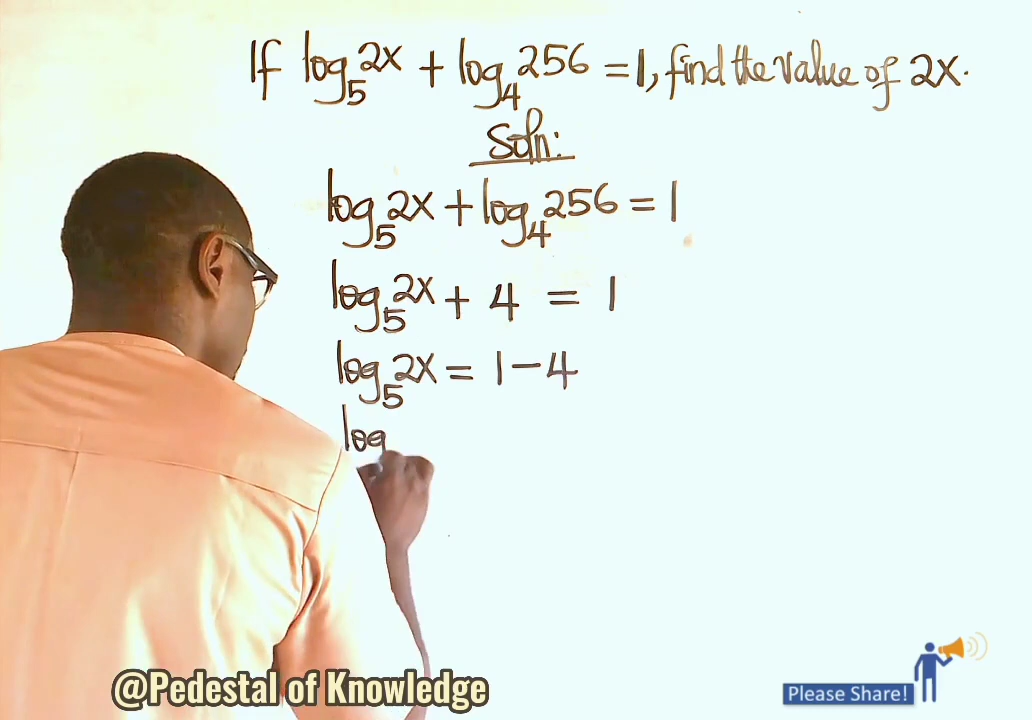 If log₅2x + log₄256 = 1, find the value of 2x.
Soln:
log₅2x + log₄256 = 1
log₅2x + 4 = 1
log₅2x = 1 − 4
log
@Pedestal of Knowledge
Please Share!